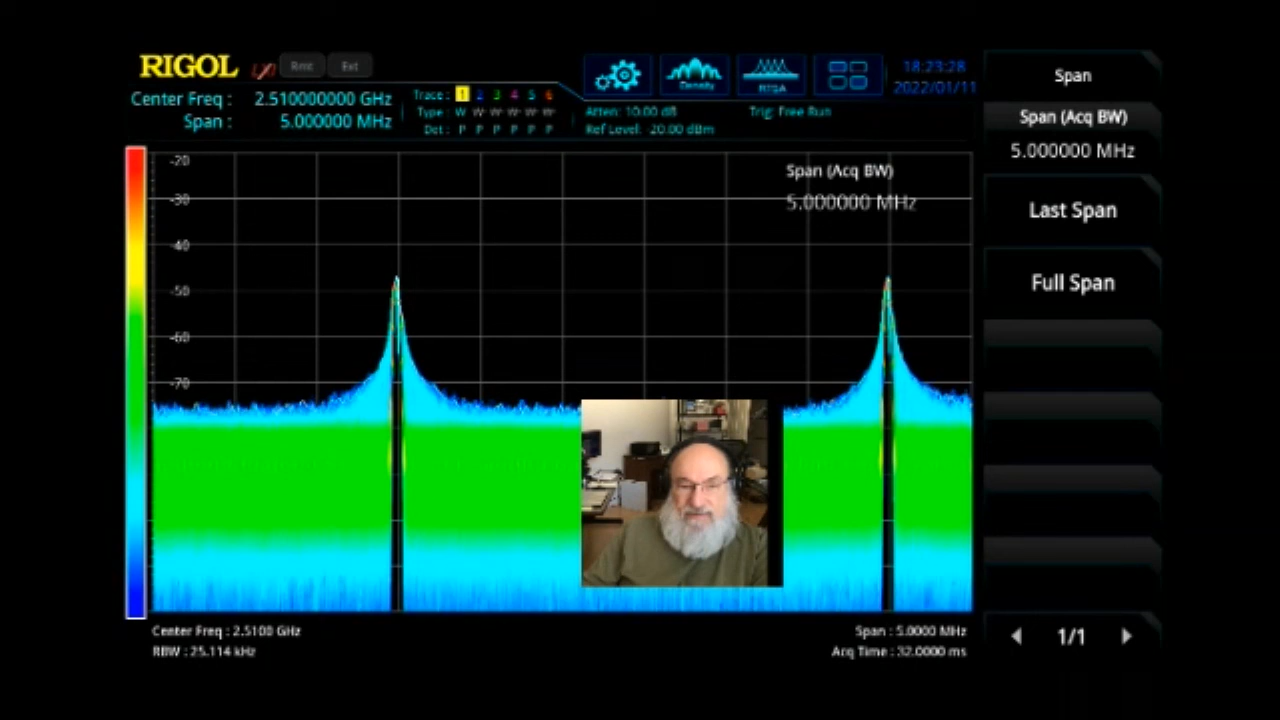 RIGOL
Rmt Ext
Center Freq : 2.510000000 GHz
Span : 5.000000 MHz
Trace : 1 2 3 4 5 6
Type : W W W W W W
Det : P P P P P P
Density
RTSA
Atten: 10.00 dB
Trig: Free Run
Ref Level: -20.00 dBm
18:23:28
2022/01/11
Span
Span (Acq BW)
5.000000 MHz
Last Span
Full Span
Span (Acq BW)
5.000000 MHz
-20
-30
-40
-50
-60
-70
Center Freq : 2.5100 GHz
Span : 5.0000 MHz
RBW : 25.114 kHz
Acq Time : 32.0000 ms
1/1